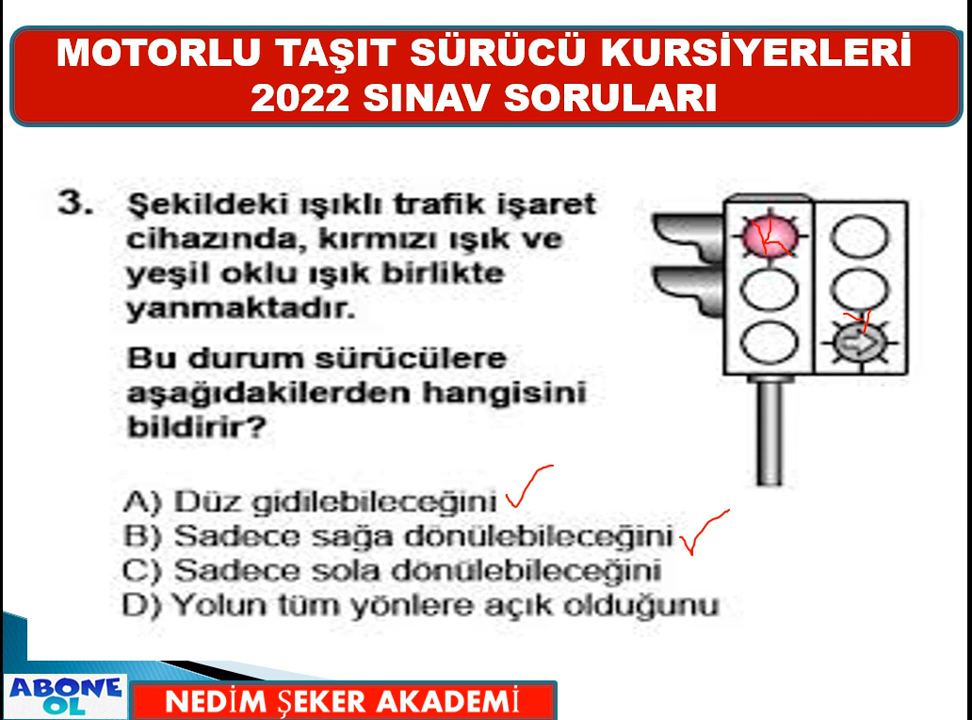 MOTORLU TAŞIT SÜRÜCÜ KURSİYERLERİ
2022 SINAV SORULARI
3. Şekildeki ışıklı trafik işaret
cihazında, kırmızı ışık ve
yeşil oklu ışık birlikte
yanmaktadır.
Bu durum sürücülere
aşağıdakilerden hangisini
bildirir?
A) Düz gidilebileceğini
B) Sadece sağa dönülebileceğini
C) Sadece sola dönülebileceğini
D) Yolun tüm yönlere açık olduğunu
ABONE
OL
NEDİM ŞEKER AKADEMİ